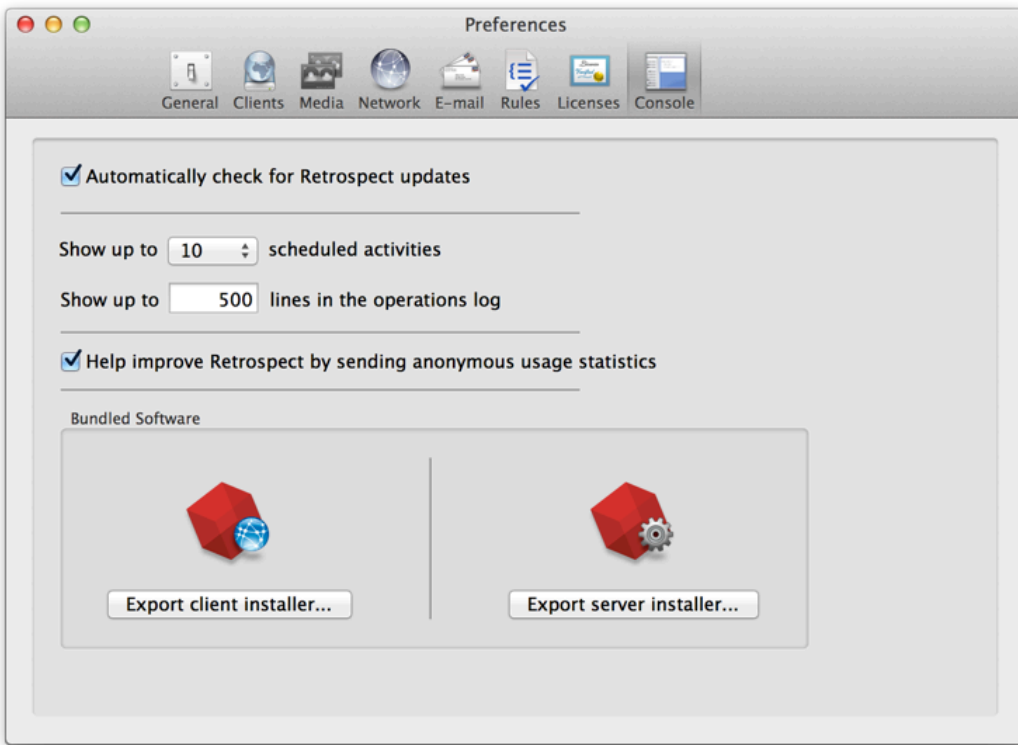 Preferences
General Clients Media Network E-mail Rules Licenses Console
Automatically check for Retrospect updates
Show up to 10 scheduled activities
Show up to 500 lines in the operations log
Help improve Retrospect by sending anonymous usage statistics
Bundled Software
Export client installer... Export server installer...